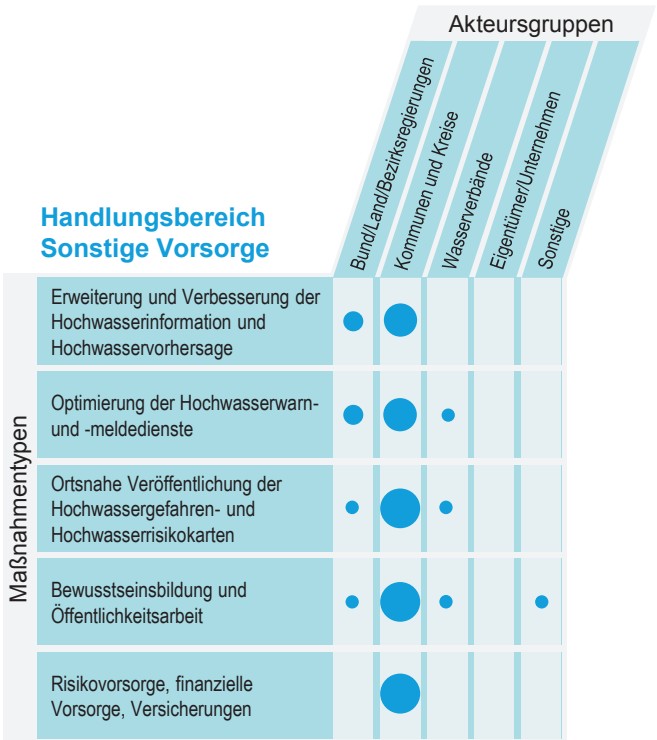 Akteursgruppen
Bund/Land/Bezirksregierungen
Kommunen und Kreise
Wasserverbände
Eigentümer/Unternehmen
Sonstige
Handlungsbereich
Sonstige Vorsorge
Maßnahmentypen
Erweiterung und Verbesserung der
Hochwasserinformation und
Hochwasservorhersage
Optimierung der Hochwasserwarn-
und -meldedienste
Ortsnahe Veröffentlichung der
Hochwassergefahren- und
Hochwasserrisikokarten
Bewusstseinsbildung und
Öffentlichkeitsarbeit
Risikovorsorge, finanzielle
Vorsorge, Versicherungen